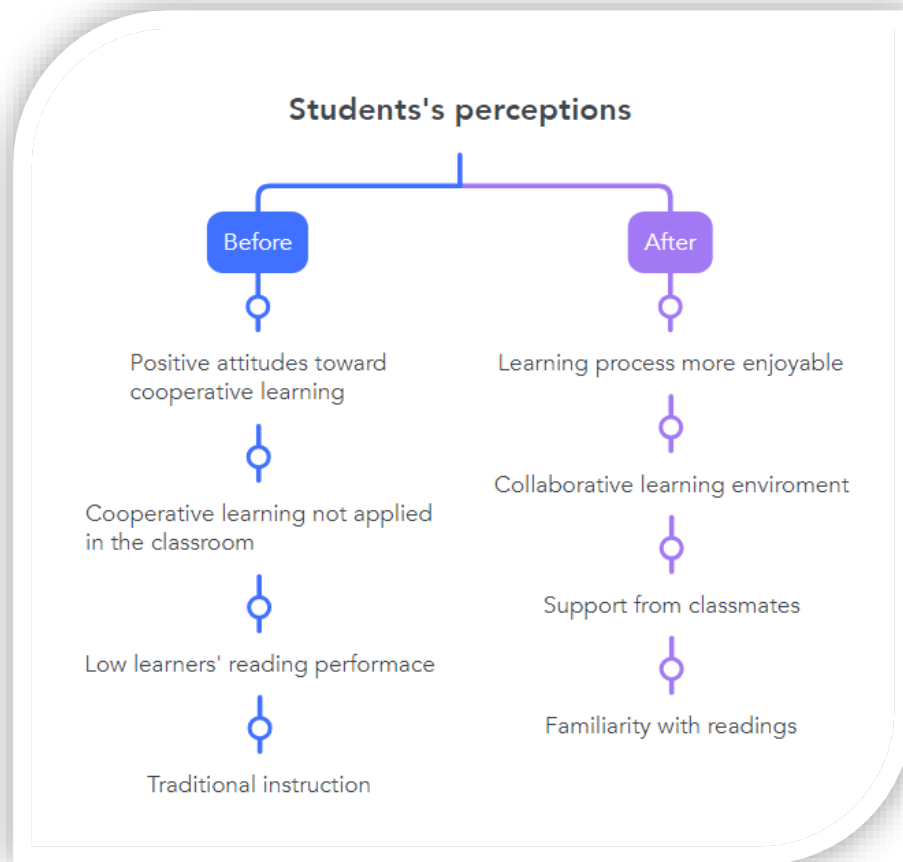 Students's perceptions
Before
Positive attitudes toward
cooperative learning
Cooperative learning not applied
in the classroom
Low learners' reading performace
Traditional instruction
After
Learning process more enjoyable
Collaborative learning enviroment
Support from classmates
Familiarity with readings